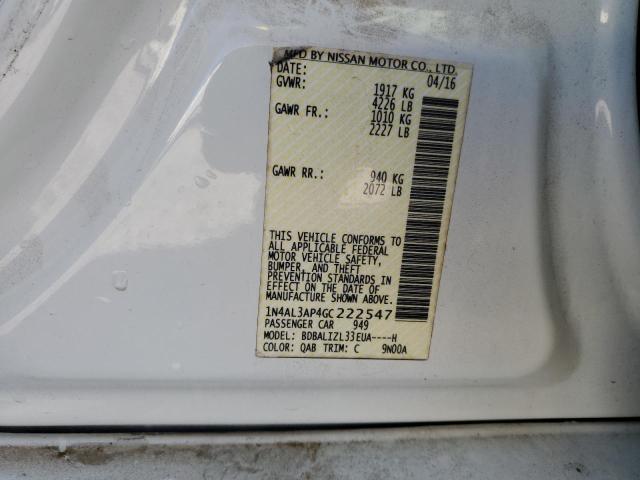 MFD BY NISSAN MOTOR CO., LTD.
DATE: 04/16
GVWR: 1917 KG
4226 LB
GAWR FR.: 1010 KG
2227 LB
GAWR RR.: 940 KG
2072 LB
THIS VEHICLE CONFORMS TO
ALL APPLICABLE FEDERAL
MOTOR VEHICLE SAFETY,
BUMPER, AND THEFT
PREVENTION STANDARDS IN
EFFECT ON THE DATE OF
MANUFACTURE SHOWN ABOVE.
1N4AL3AP4GC222547
PASSENGER CAR 949
MODEL: BDBALIZL33EUA----H
COLOR: QAB TRIM: C 9N00A